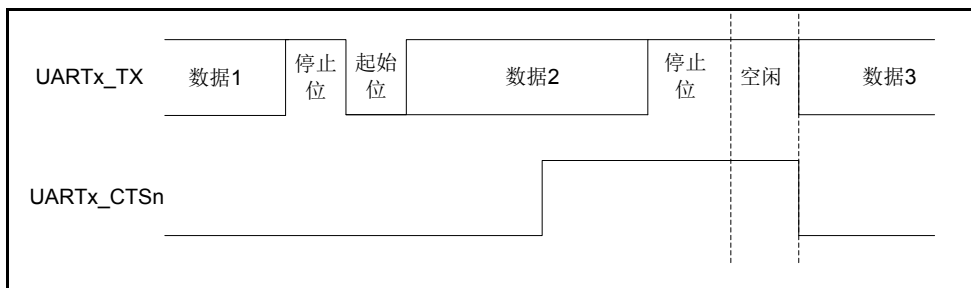 UARTx_TX
数据1
停止
位
起始
位
数据2
停止
位
空闲
数据3
UARTx_CTSn